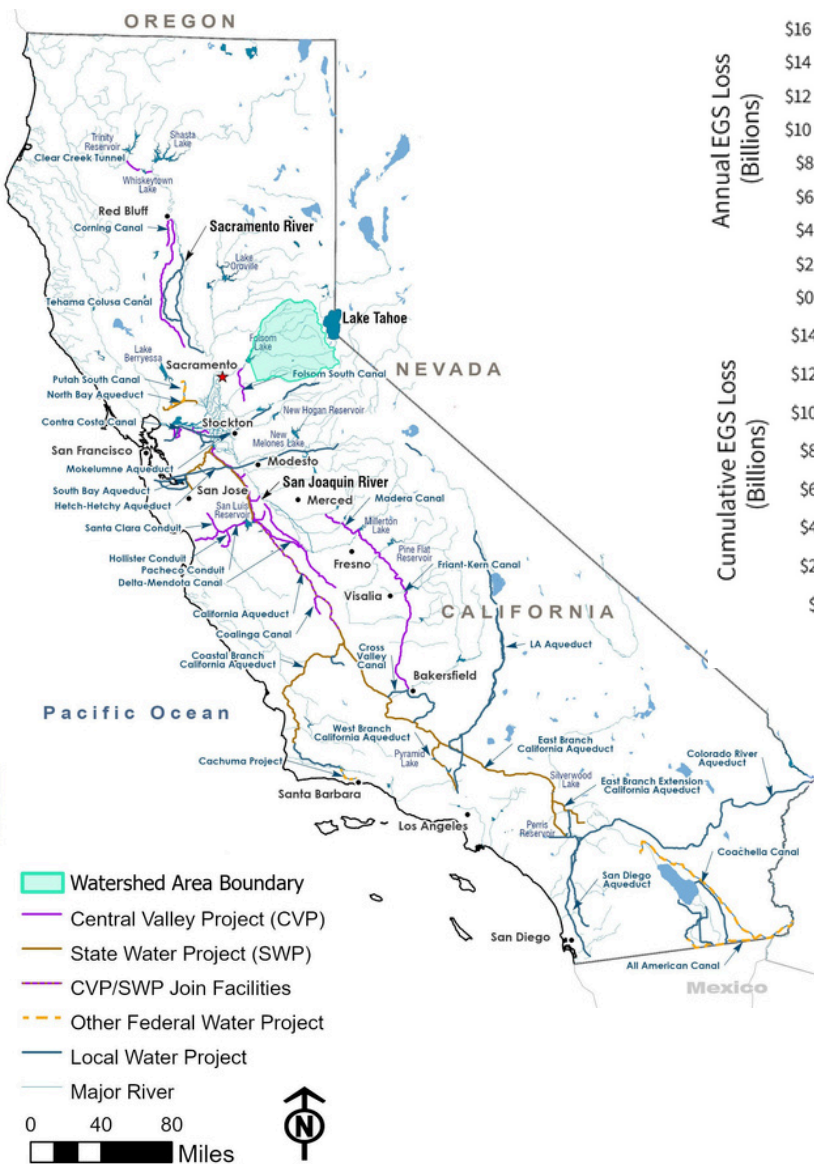 OREGON
Trinity
Reservoir
Shasta
Lake
Clear Creek Tunnel
Whiskeytown
Lake
Red Bluff
Corning Canal
Sacramento River
Lake
Oroville
Tehama Colusa Canal
Lake Tahoe
Folsom
Lake
Lake
Berryessa
Sacramento
NEVADA
Folsom South Canal
Putah South Canal
North Bay Aqueduct
New Hogan Reservoir
Contra Costa Canal
Stockton
New
Melones Lake
San Francisco
Mokelumne Aqueduct
Modesto
San Joaquin River
South Bay Aqueduct
San Jose
Merced
Madera Canal
Hetch-Hetchy Aqueduct
San Luis
Reservoir
Santa Clara Conduit
Millerton
Lake
Hollister Conduit
Pacheco Conduit
Delta-Mendota Canal
Fresno
Pine Flat
Reservoir
Friant-Kern Canal
Visalia
California Aqueduct
CALIFORNIA
Coalinga Canal
LA Aqueduct
Coastal Branch
California Aqueduct
Cross
Valley
Canal
Bakersfield
Pacific Ocean
West Branch
California Aqueduct
East Branch
California Aqueduct
Pyramid
Lake
Colorado River
Aqueduct
Cachuma Project
Silverwood
Lake
East Branch Extension
California Aqueduct
Santa Barbara
Los Angeles
Perris
Reservoir
Coachella Canal
San Diego
Aqueduct
San Diego
All American Canal
Mexico
Watershed Area Boundary
Central Valley Project (CVP)
State Water Project (SWP)
CVP/SWP Join Facilities
Other Federal Water Project
Local Water Project
Major River
0 40 80
Miles
N
Annual EGS Loss
(Billions)
$16
$14
$12
$10
$8
$6
$4
$2
$0
Cumulative EGS Loss
(Billions)
$14
$12
$10
$8
$6
$4
$2
$